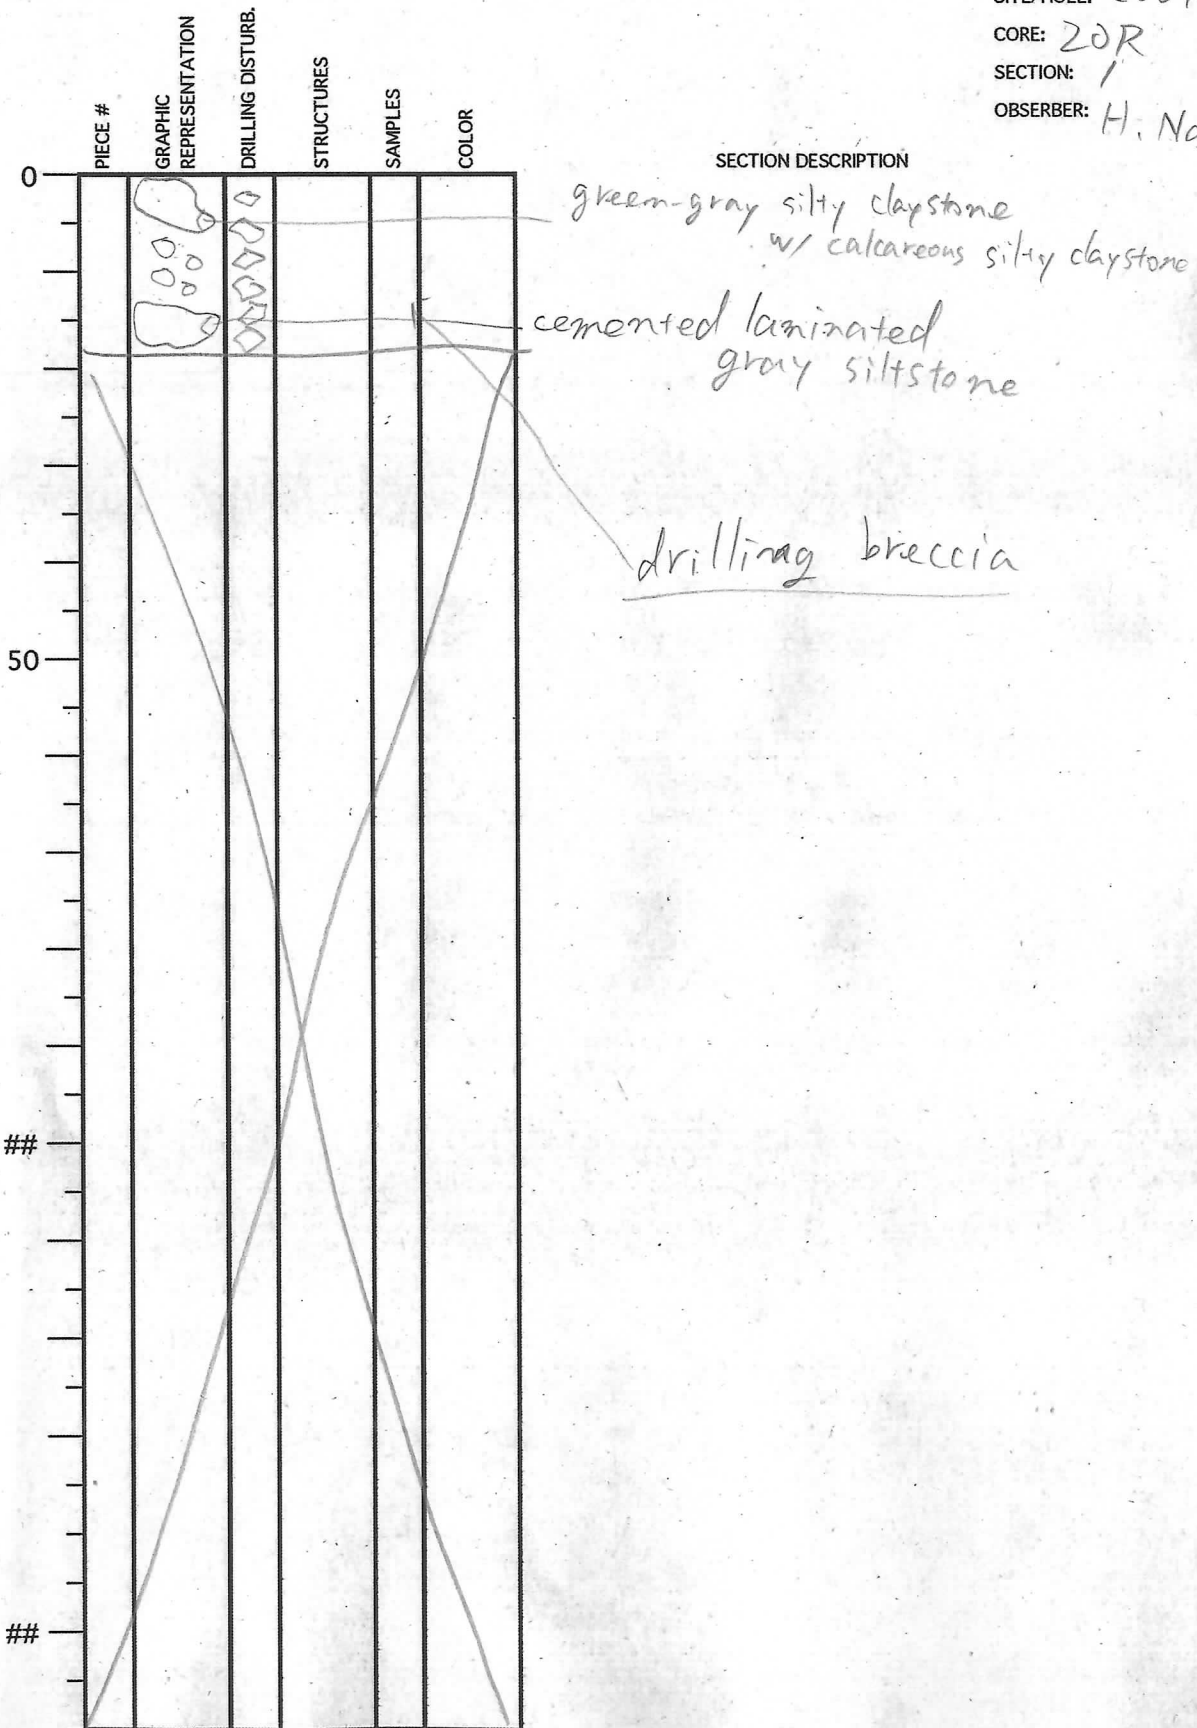 CORE: 20R
SECTION: 1
OBSERBER: H. Na
PIECE #
GRAPHIC
REPRESENTATION
DRILLING DISTURB.
STRUCTURES
SAMPLES
COLOR
SECTION DESCRIPTION
0
green-gray silty claystone
w/ calcareous silty claystone
cemented laminated
gray siltstone
drilling breccia
50
##
##